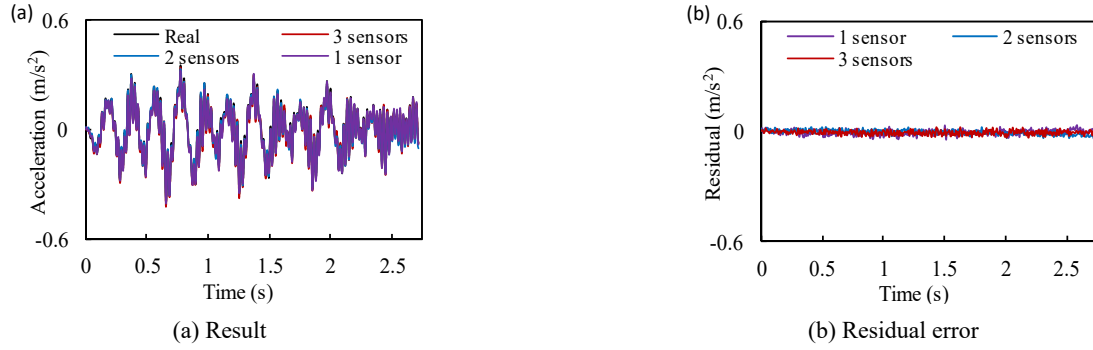 (a)
0.6
Real
3 sensors
2 sensors
1 sensor
Acceleration (m/s²)
0
-0.6
0 0.5 1 1.5 2 2.5
Time (s)
(a) Result
(b)
0.6
1 sensor
2 sensors
3 sensors
Residual (m/s²)
0
-0.6
0 0.5 1 1.5 2 2.5
Time (s)
(b) Residual error